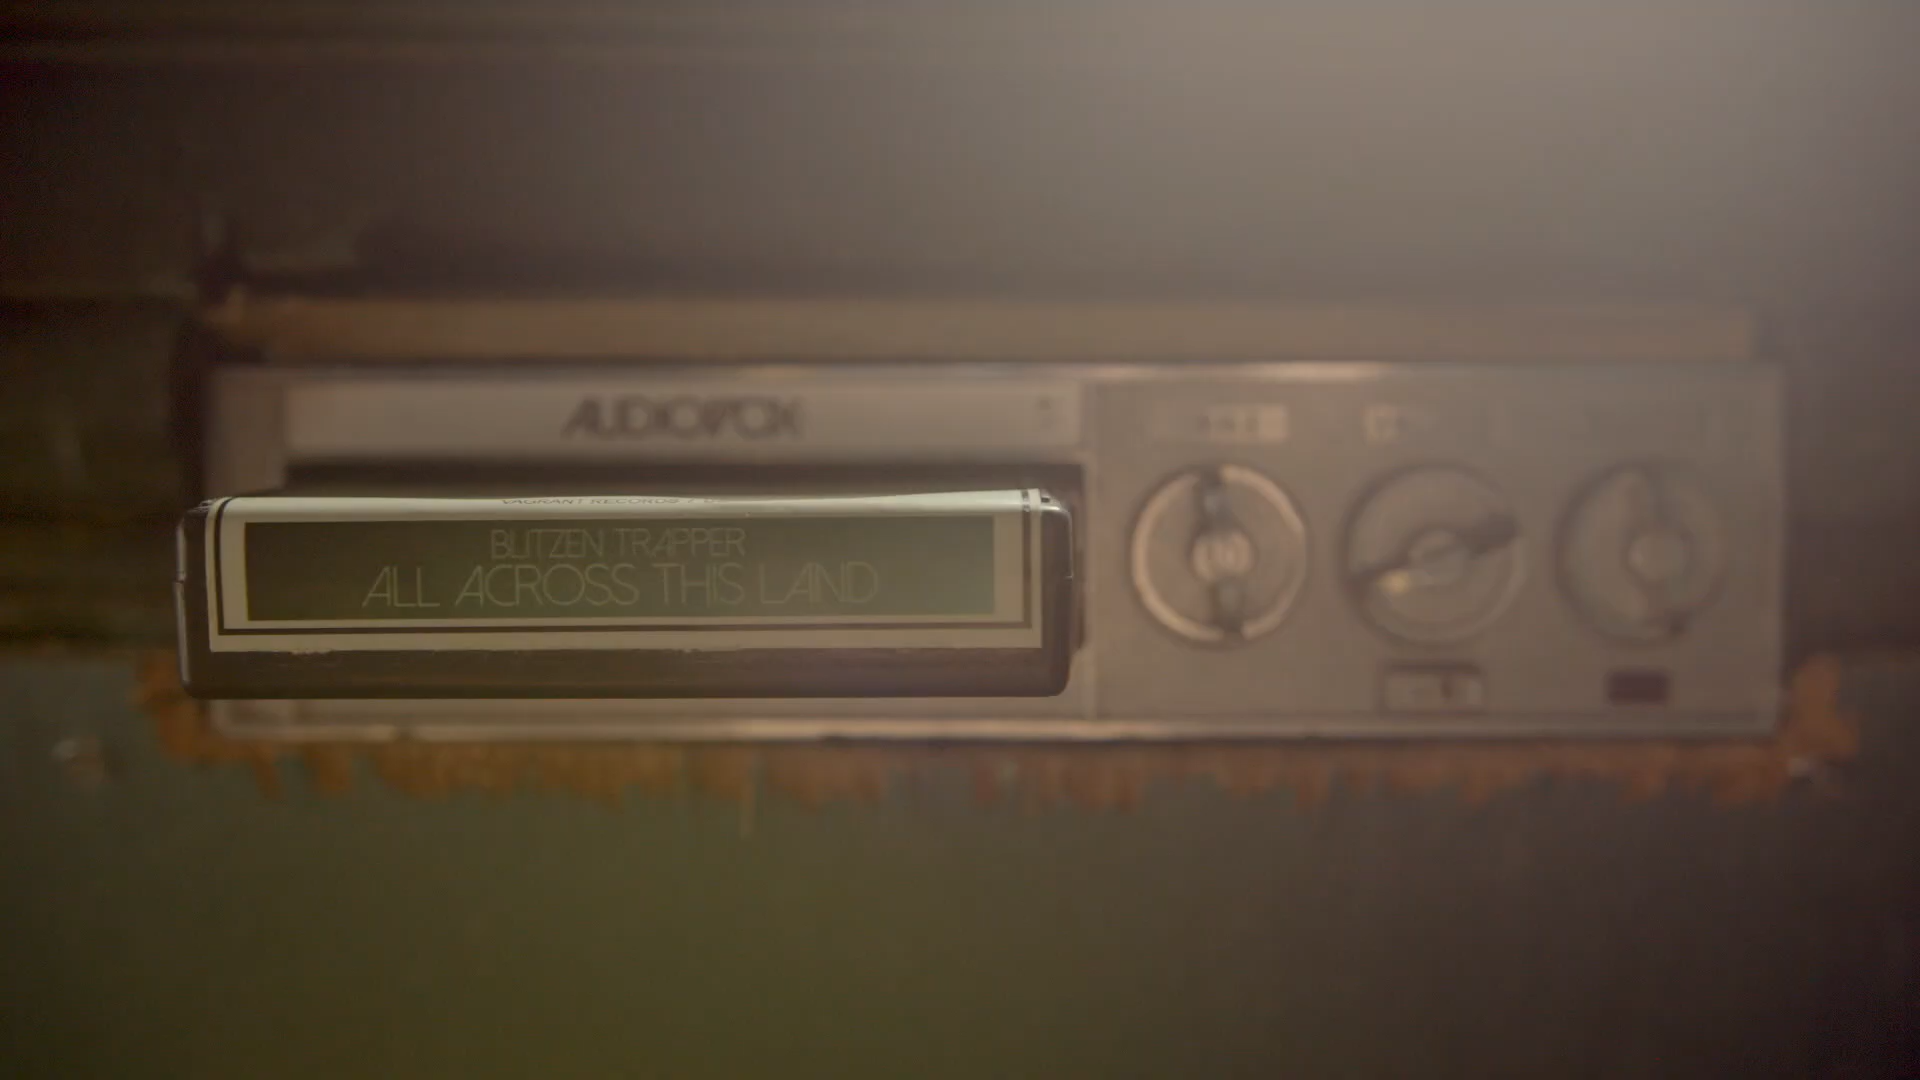 AUDIOVOX
VAGRANT RECORDS
BLITZEN TRAPPER
ALL ACROSS THIS LAND